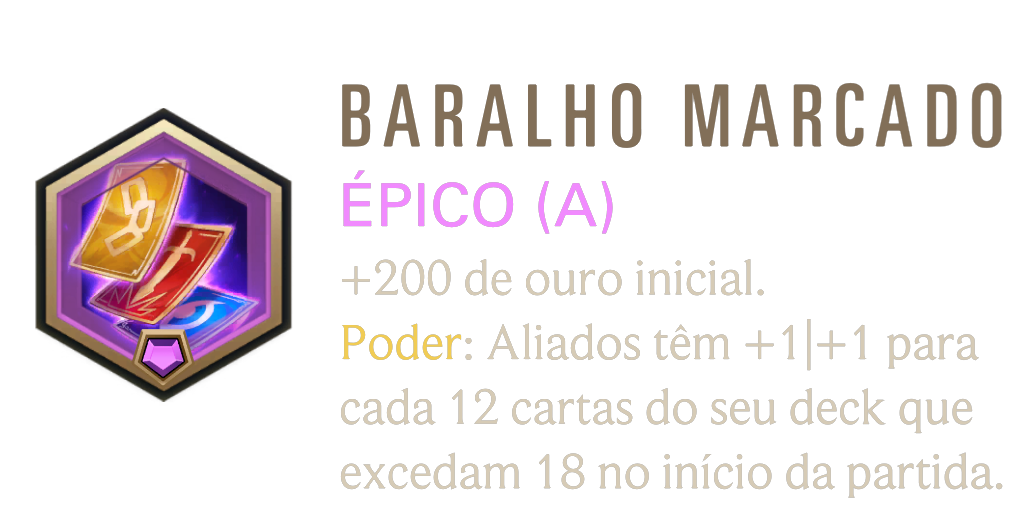 BARALHO MARCADO
ÉPICO (A)
+200 de ouro inicial.
Poder: Aliados têm +1|+1 para
cada 12 cartas do seu deck que
excedam 18 no início da partida.